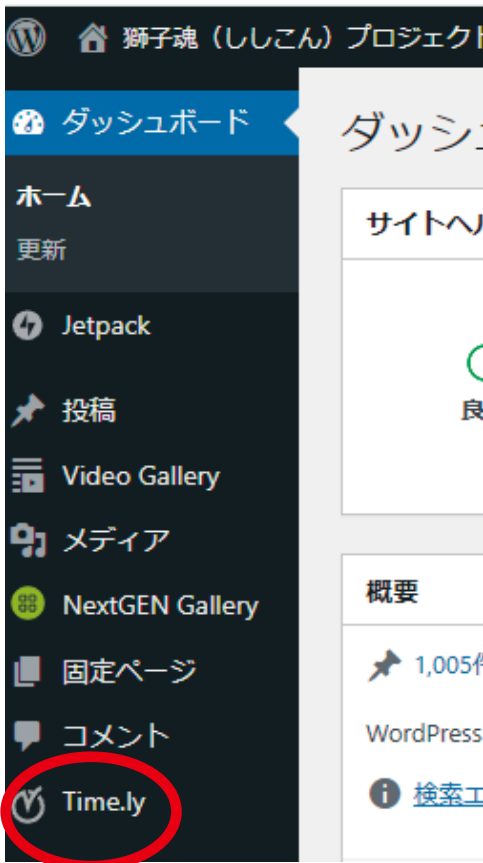 獅子魂（ししこん）プロジェクト
ダッシュボード
ホーム
更新
Jetpack
投稿
Video Gallery
メディア
NextGEN Gallery
固定ページ
コメント
Time.ly
ダッシ
サイトヘル
良
概要
1,005件
WordPress
検索エ